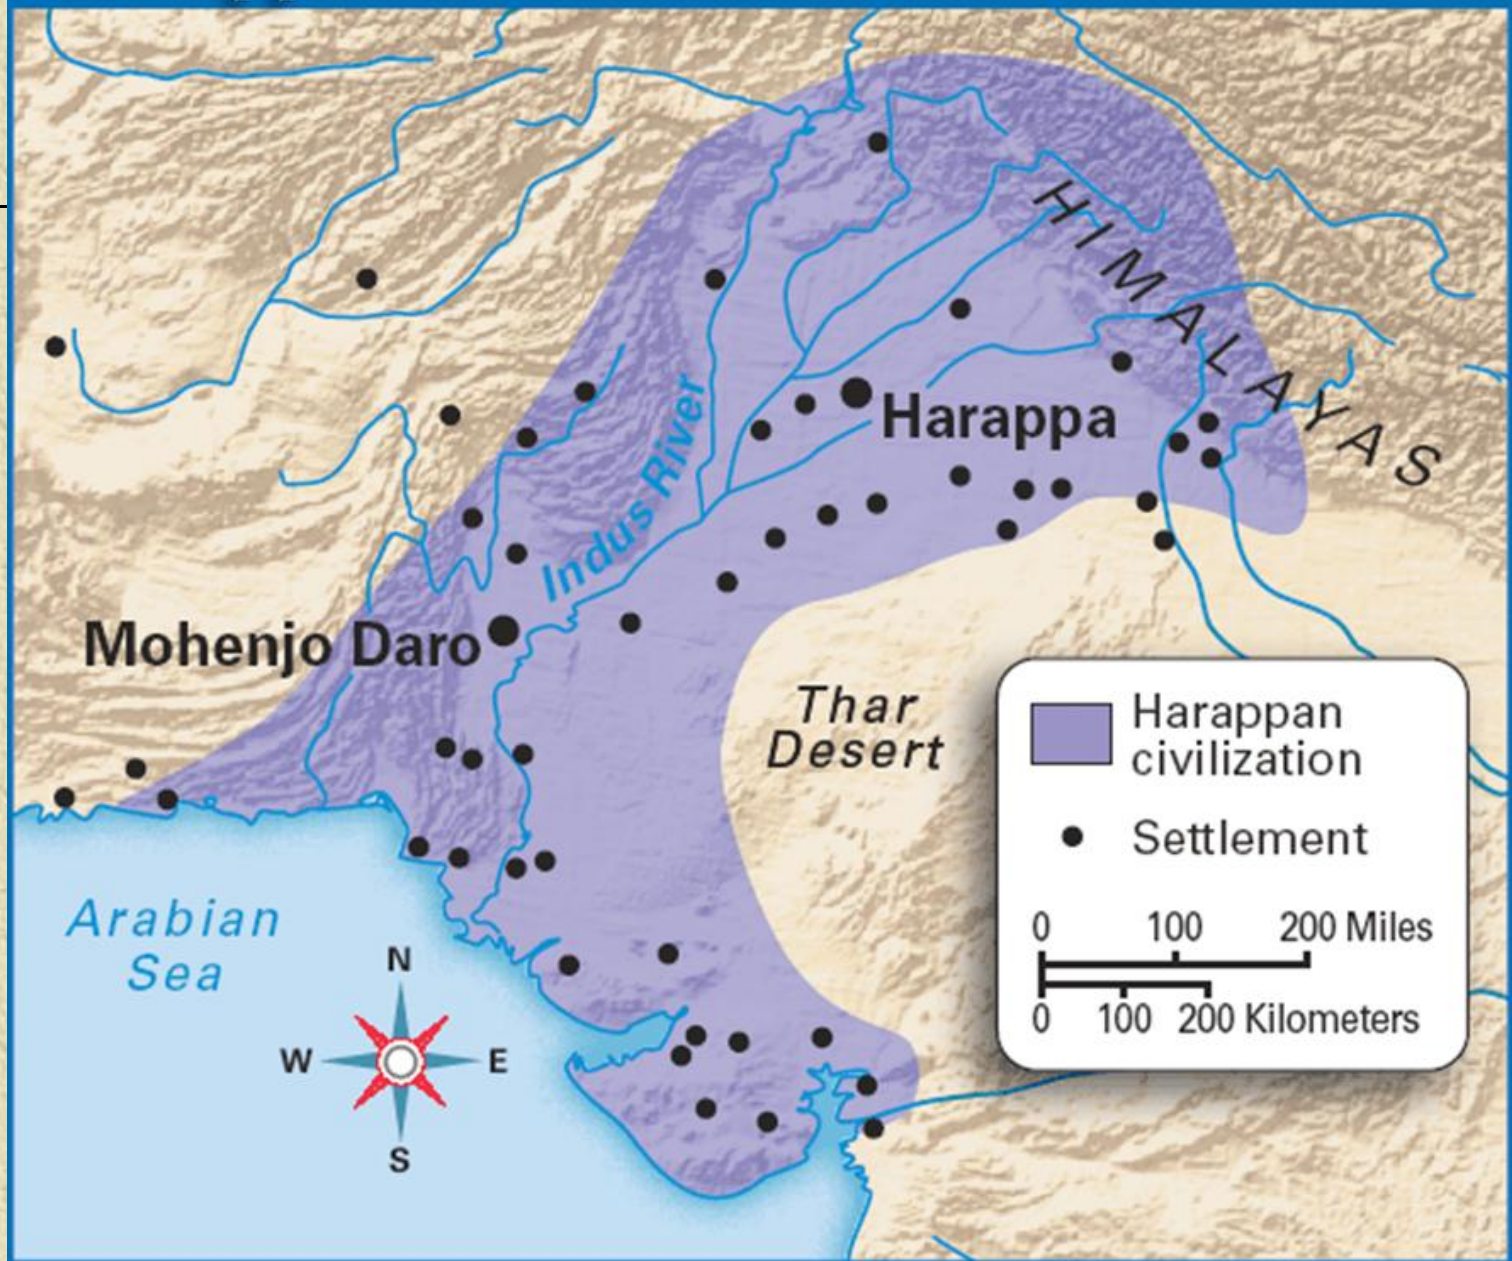 HIMALAYAS
Harappa
Indus River
Mohenjo Daro
Thar
Desert
Harappan
civilization
Settlement
0 100 200 Miles
0 100 200 Kilometers
Arabian
Sea
N
W E
S